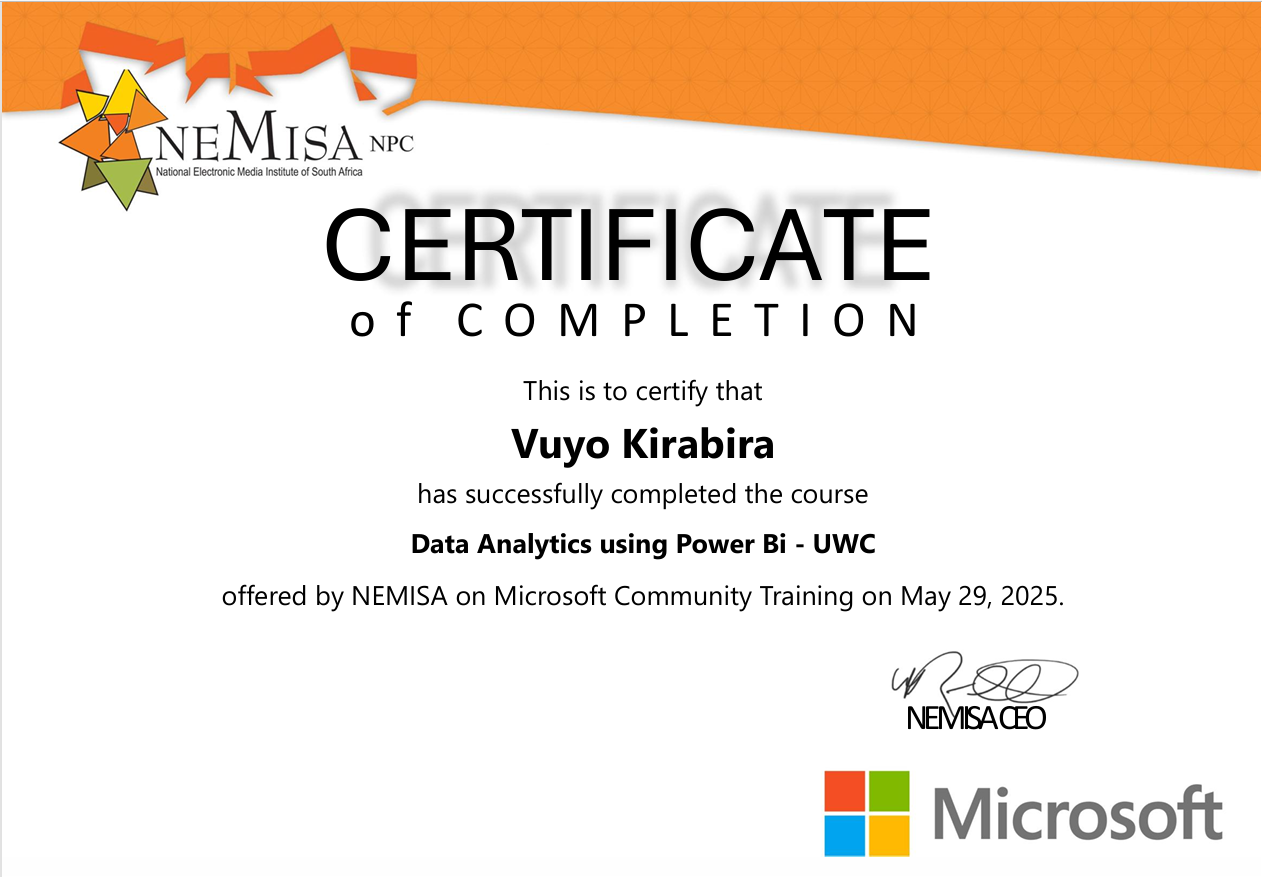 NEMISA NPC
National Electronic Media Institute of South Africa
CERTIFICATE
of COMPLETION
This is to certify that
Vuyo Kirabira
has successfully completed the course
Data Analytics using Power Bi - UWC
offered by NEMISA on Microsoft Community Training on May 29, 2025.
NEMISA CEO
Microsoft